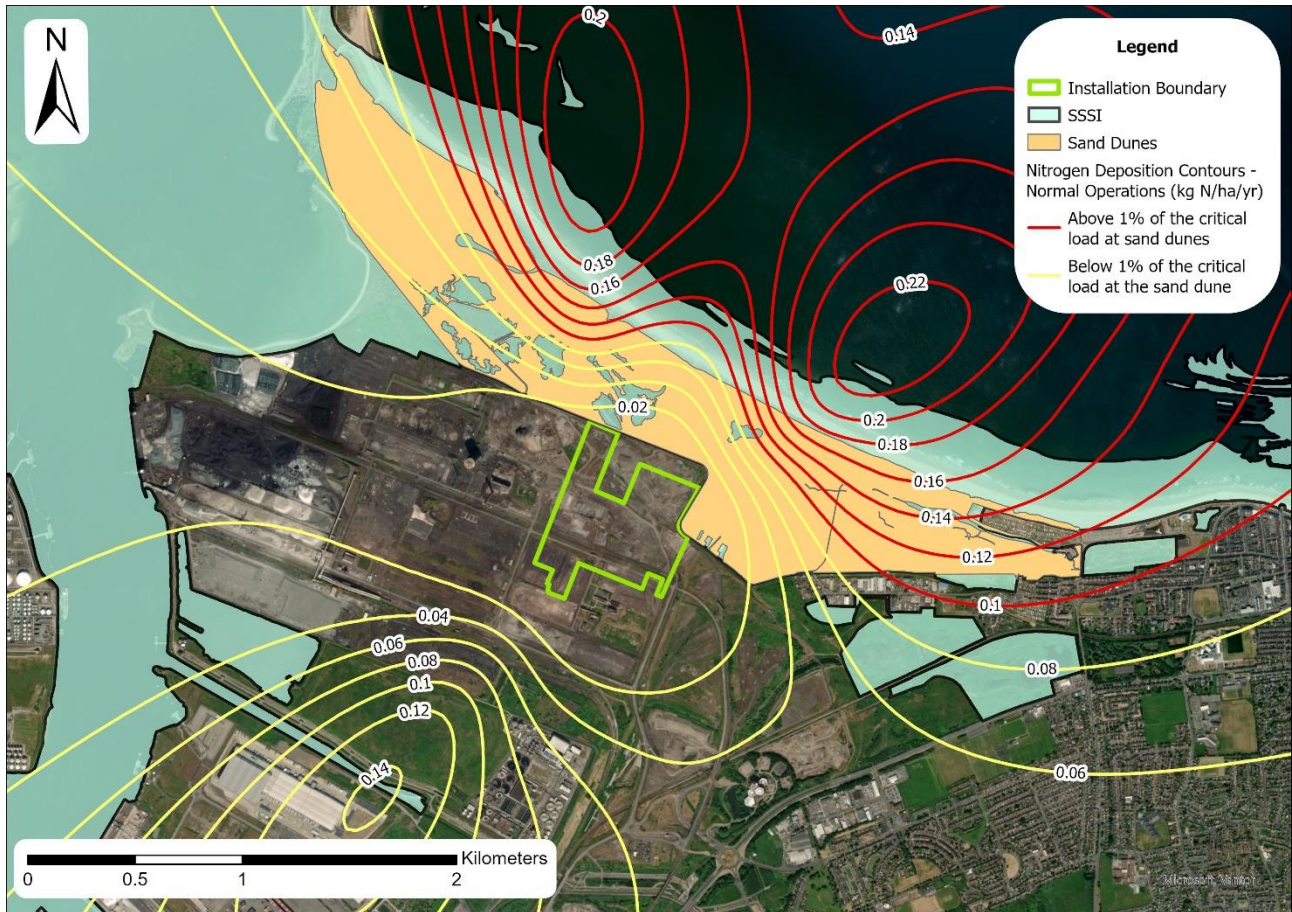 N
Legend
Installation Boundary
SSSI
Sand Dunes
Nitrogen Deposition Contours -
Normal Operations (kg N/ha/yr)
Above 1% of the critical
load at sand dunes
Below 1% of the critical
load at the sand dune
0.2
0.14
0.18
0.16
0.22
0.2
0.18
0.02
0.16
0.14
0.12
0.1
0.04
0.06
0.08
0.08
0.1
0.12
0.06
0.14
Kilometers
0 0.5 1 2
Microsoft, Vantor